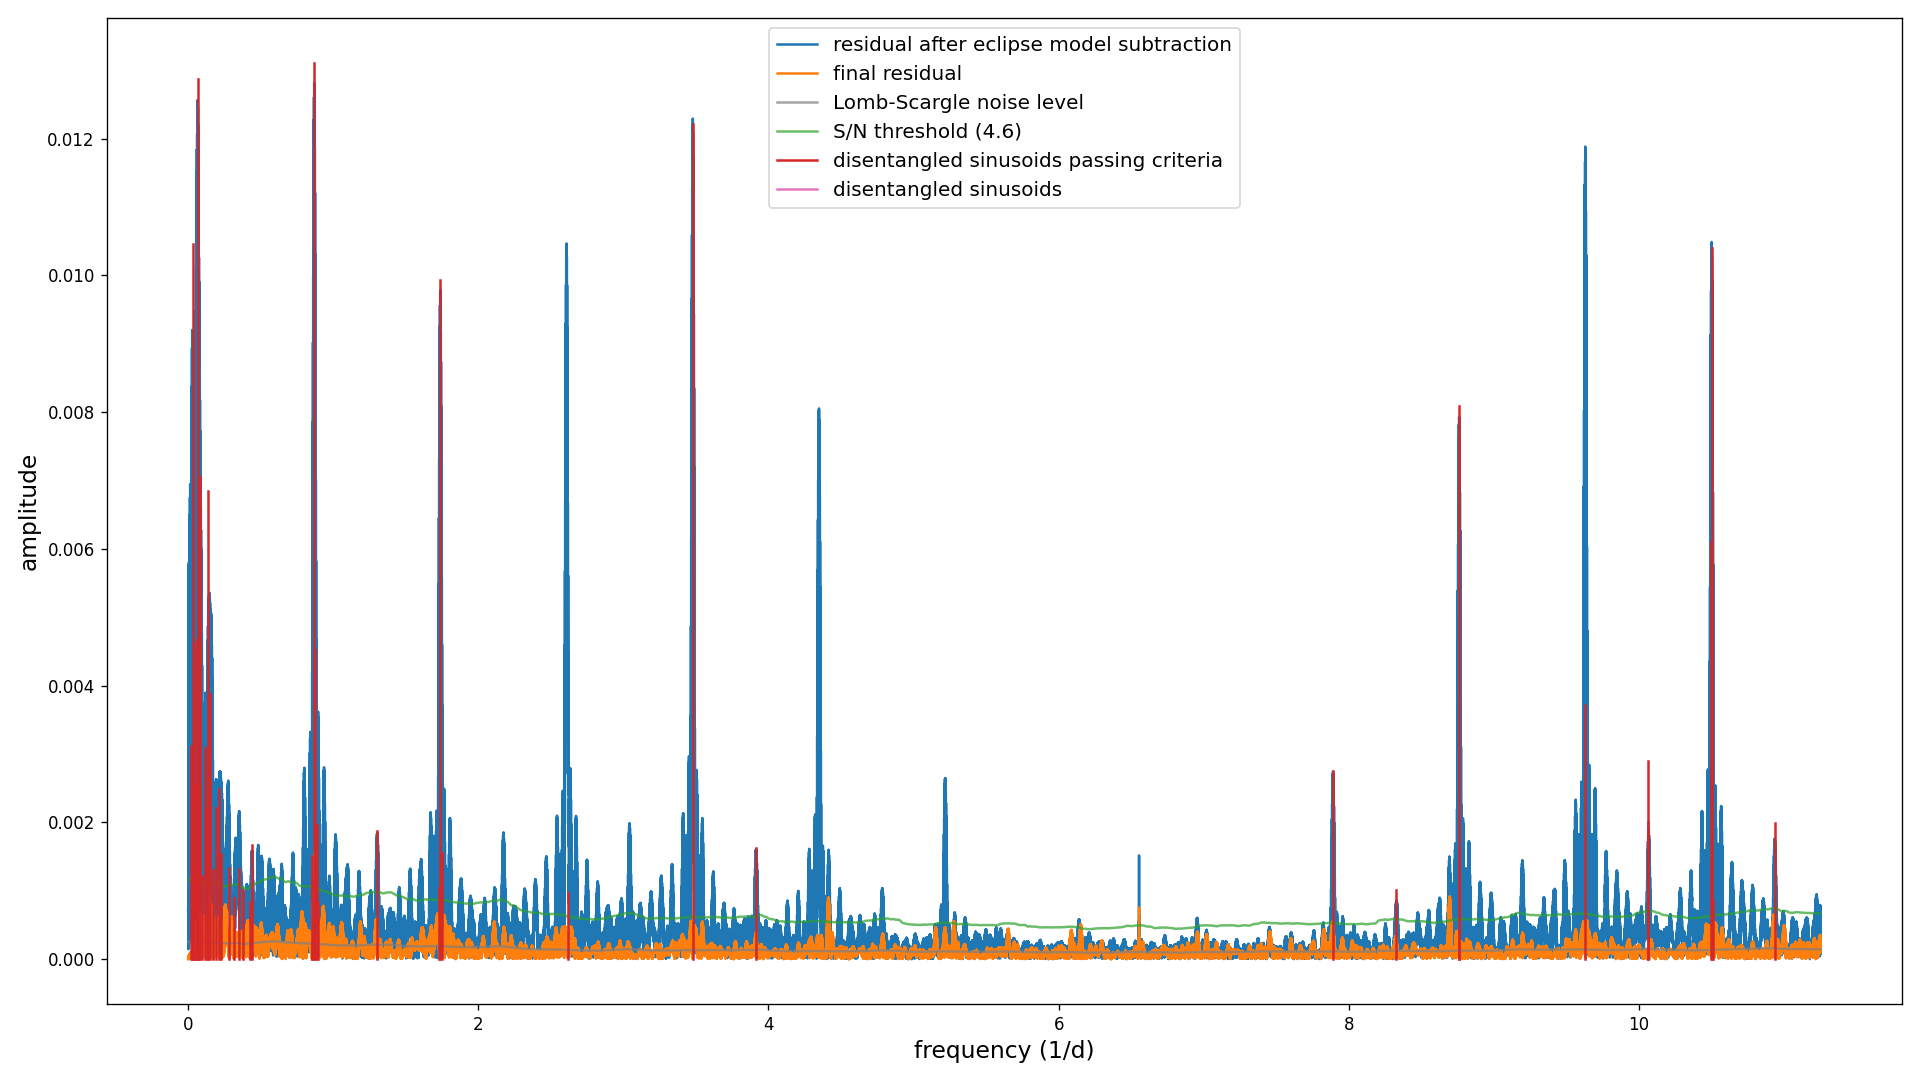 residual after eclipse model subtraction
final residual
Lomb-Scargle noise level
S/N threshold (4.6)
disentangled sinusoids passing criteria
disentangled sinusoids
amplitude
0.012
0.010
0.008
0.006
0.004
0.002
0.000
0 2 4 6 8 10
frequency (1/d)